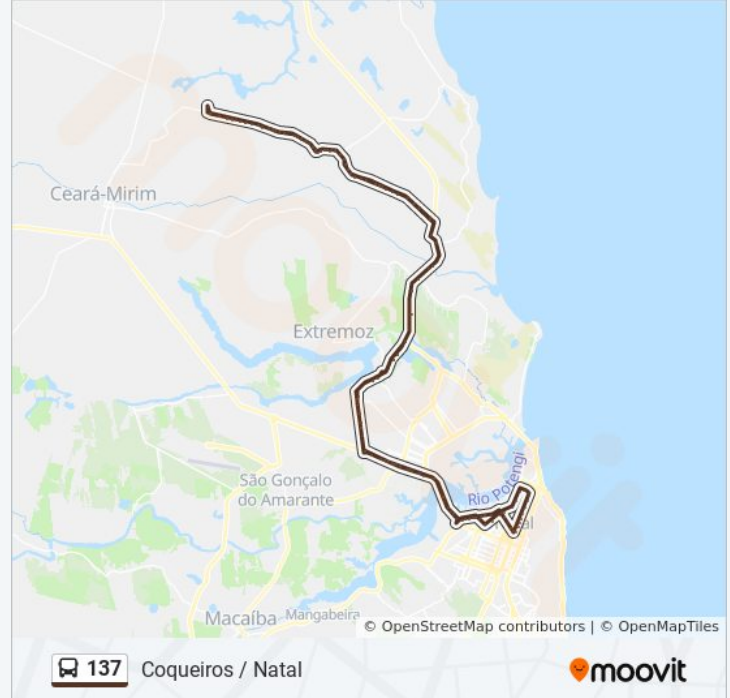 Ceará-Mirim
Extremoz
Rio Potengi
São Gonçalo
do Amarante
Macaíba
Mangabeira
© OpenStreetMap contributors | © OpenMapTiles
137
Coqueiros / Natal
moovit